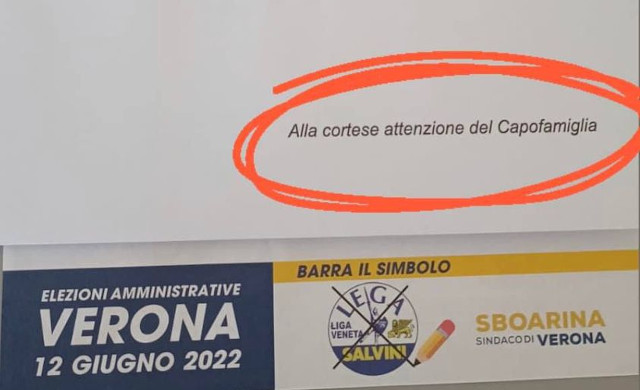 Alla cortese attenzione del Capofamiglia
ELEZIONI AMMINISTRATIVE
VERONA
12 GIUGNO 2022
BARRA IL SIMBOLO
LEGA
LIGA
VENETA
SALVINI
SBOARINA
SINDACO DI VERONA